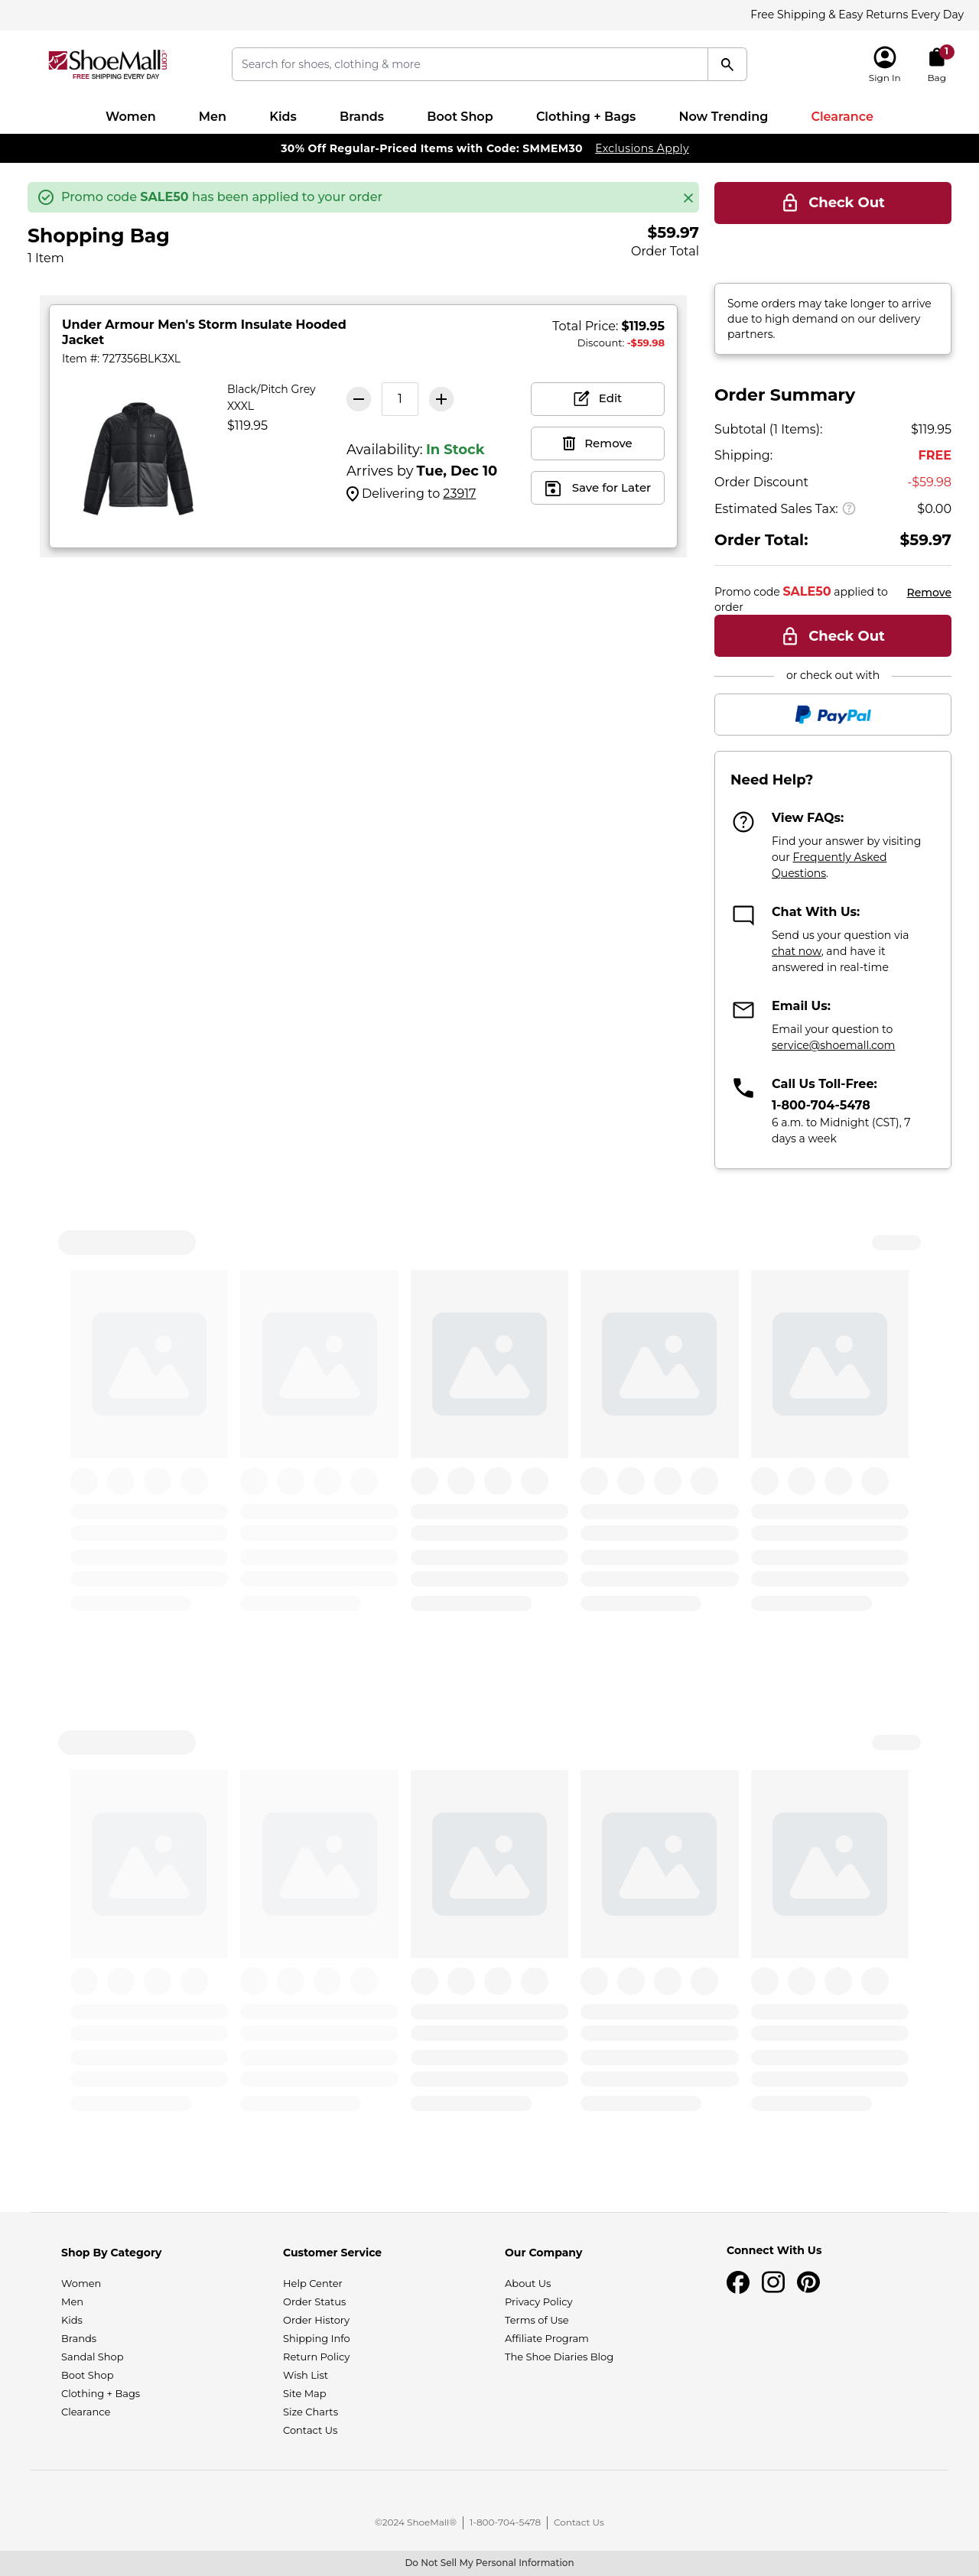 Free Shipping & Easy Returns Every Day
ShoeMall.com
FREE SHIPPING EVERY DAY
Search for shoes, clothing & more
Sign In
1
Bag
Women Men Kids Brands Boot Shop Clothing + Bags Now Trending Clearance
30% Off Regular-Priced Items with Code: SMMEM30 Exclusions Apply
Promo code SALE50 has been applied to your order
Check Out
Shopping Bag
1 Item
$59.97
Order Total
Under Armour Men's Storm Insulate Hooded
Jacket
Item #: 727356BLK3XL
Total Price: $119.95
Discount: -$59.98
Black/Pitch Grey
XXXL
$119.95
1
Availability: In Stock
Arrives by Tue, Dec 10
Delivering to 23917
Edit
Remove
Save for Later
Some orders may take longer to arrive
due to high demand on our delivery
partners.
Order Summary
Subtotal (1 Items): $119.95
Shipping: FREE
Order Discount -$59.98
Estimated Sales Tax: ? $0.00
Order Total: $59.97
Promo code SALE50 applied to
order
Remove
Check Out
or check out with
PayPal
Need Help?
View FAQs:
Find your answer by visiting
our Frequently Asked
Questions.
Chat With Us:
Send us your question via
chat now, and have it
answered in real-time
Email Us:
Email your question to
service@shoemall.com
Call Us Toll-Free:
1-800-704-5478
6 a.m. to Midnight (CST), 7
days a week
Shop By Category
Women
Men
Kids
Brands
Sandal Shop
Boot Shop
Clothing + Bags
Clearance
Customer Service
Help Center
Order Status
Order History
Shipping Info
Return Policy
Wish List
Site Map
Size Charts
Contact Us
Our Company
About Us
Privacy Policy
Terms of Use
Affiliate Program
The Shoe Diaries Blog
Connect With Us
©2024 ShoeMall® | 1-800-704-5478 | Contact Us
Do Not Sell My Personal Information